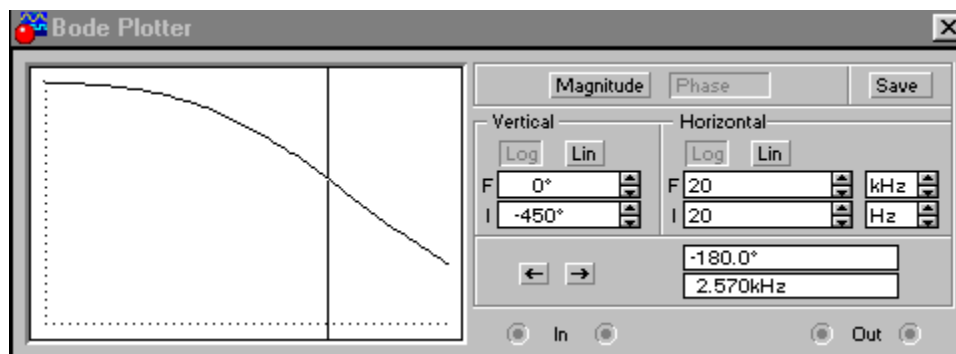 Bode Plotter
Magnitude Phase Save
Vertical Horizontal
Log Lin Log Lin
F 0° F 20 kHz
I -450° I 20 Hz
-180.0°
2.570kHz
In Out